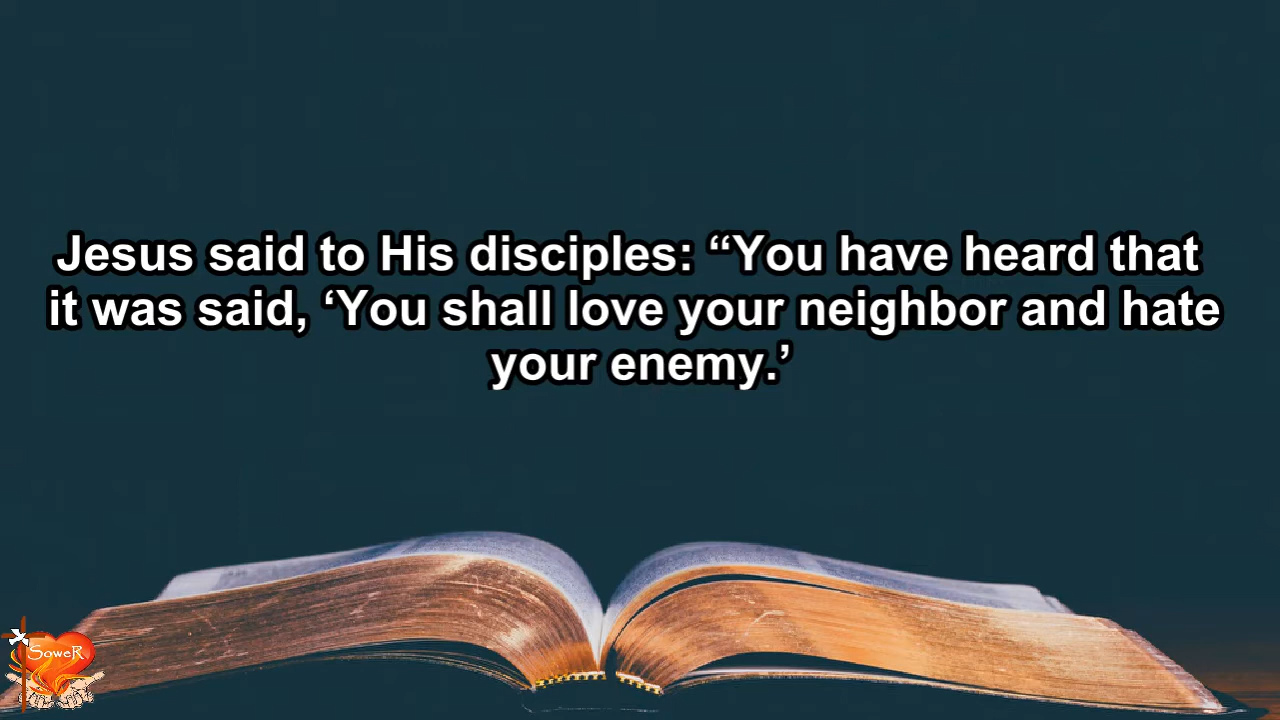 Jesus said to His disciples: “You have heard that
it was said, ‘You shall love your neighbor and hate
your enemy.’
SoweR